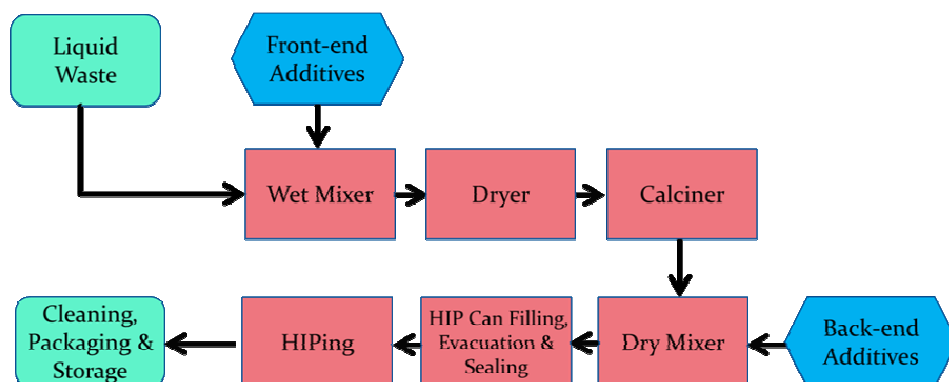 Liquid
Waste
Front-end
Additives
Wet Mixer
Dryer
Calciner
Cleaning,
Packaging &
Storage
HIPing
HIP Can Filling,
Evacuation &
Sealing
Dry Mixer
Back-end
Additives